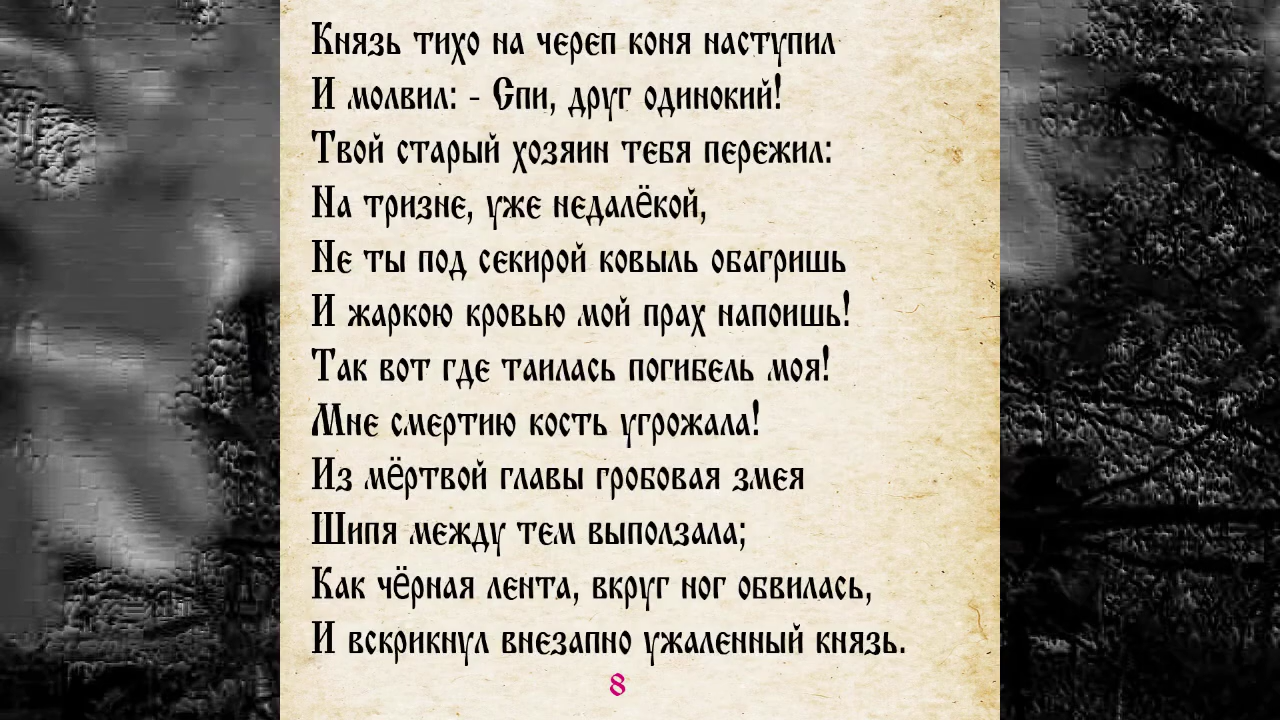 Князь тихо на череп коня наступил
И молвил: - Спи, друг одинокий!
Твой старый хозяин тебя пережил:
На тризне, уже недалёкой,
Не ты под секирой ковыль обагришь
И жаркою кровью мой прах напоишь!
Так вот где таилась погибель моя!
Мне смертию кость угрожала!
Из мёртвой главы гробовая змея
Шипя между тем выползала;
Как чёрная лента, вкруг ног обвилась,
И вскрикнул внезапно ужаленный князь.
8